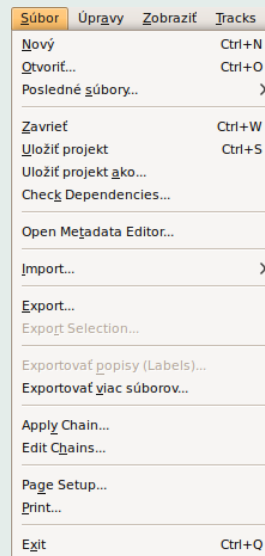 Súbor Úpravy Zobraziť Tracks
Nový Ctrl+N
Otvoriť... Ctrl+O
Posledné súbory...
Zavrieť Ctrl+W
Uložiť projekt Ctrl+S
Uložiť projekt ako...
Check Dependencies...
Open Metadata Editor...
Import...
Export...
Export Selection...
Exportovať popisy (Labels)...
Exportovať viac súborov...
Apply Chain...
Edit Chains...
Page Setup...
Print...
Exit Ctrl+Q